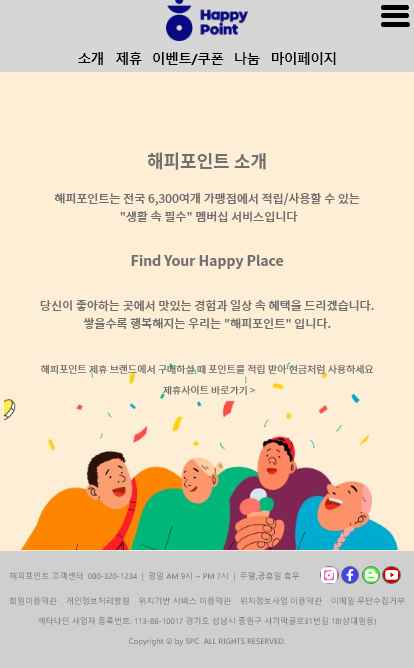 Happy
Point
소개 제휴 이벤트/쿠폰 나눔 마이페이지
해피포인트 소개
해피포인트는 전국 6,300여개 가맹점에서 적립/사용할 수 있는
"생활 속 필수" 멤버십 서비스입니다
Find Your Happy Place
당신이 좋아하는 곳에서 맛있는 경험과 일상 속 혜택을 드리겠습니다.
쌓을수록 행복해지는 우리는 "해피포인트" 입니다.
해피포인트 제휴 브랜드에서 구매하실 때 포인트를 적립 받아 현금처럼 사용하세요
제휴사이트 바로가기 >
해피포인트 고객센터 080-320-1234 | 평일 AM 9시 ~ PM 7시 | 주말,공휴일 휴무
회원이용약관 개인정보처리방침 위치기반 서비스 이용약관 위치정보사업 이용약관 이메일 무단수집거부
섹타나인 사업자 등록번호. 113-86-10017 경기도 성남시 중원구 사기막골로31번길 18(상대원동)
Copyright © by SPC. ALL RIGHTS RESERVED.